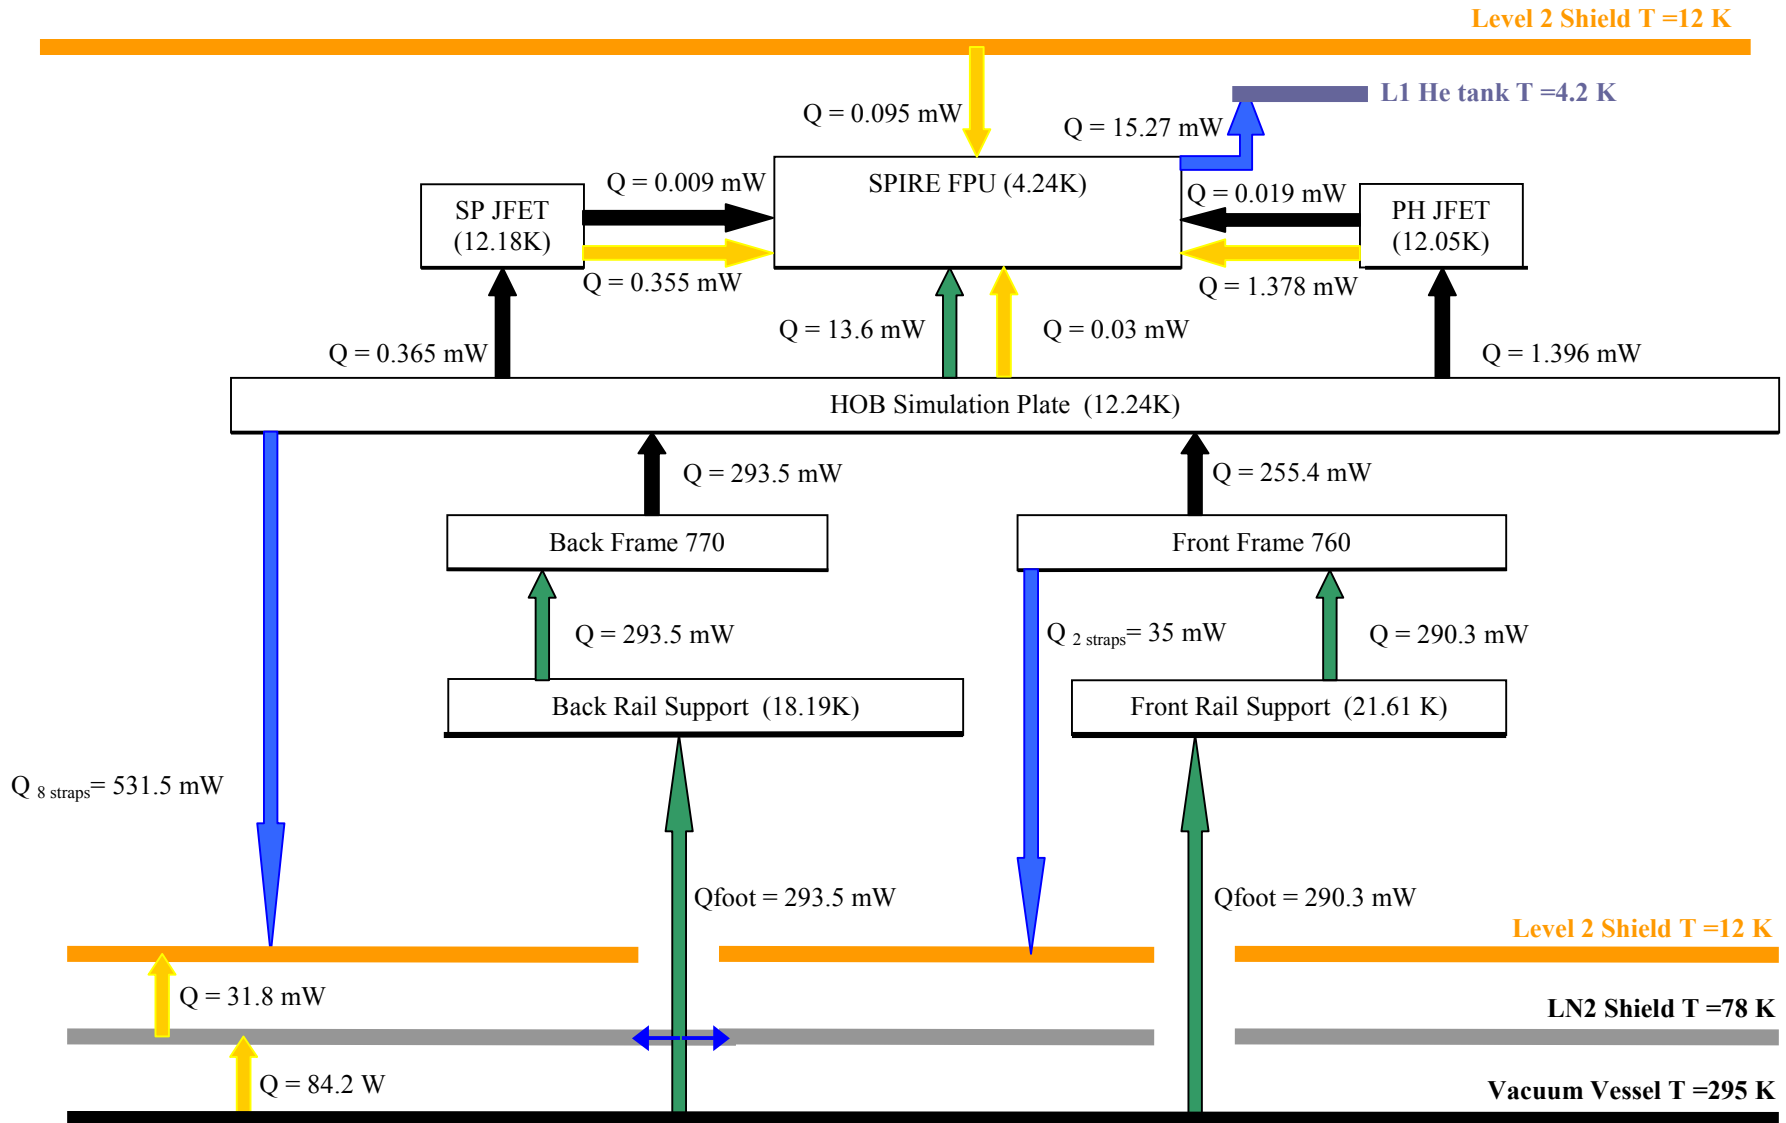 Level 2 Shield T =12 K
L1 He tank T =4.2 K
Q = 0.095 mW
Q = 15.27 mW
Q = 0.009 mW
SPIRE FPU (4.24K)
Q = 0.019 mW
SP JFET
(12.18K)
PH JFET
(12.05K)
Q = 0.355 mW
Q = 1.378 mW
Q = 13.6 mW
Q = 0.03 mW
Q = 0.365 mW
Q = 1.396 mW
HOB Simulation Plate (12.24K)
Q = 293.5 mW
Q = 255.4 mW
Back Frame 770
Front Frame 760
Q = 293.5 mW
Q 2 straps= 35 mW
Q = 290.3 mW
Back Rail Support (18.19K)
Front Rail Support (21.61 K)
Q 8 straps= 531.5 mW
Qfoot = 293.5 mW
Qfoot = 290.3 mW
Level 2 Shield T =12 K
Q = 31.8 mW
LN2 Shield T =78 K
Q = 84.2 W
Vacuum Vessel T =295 K